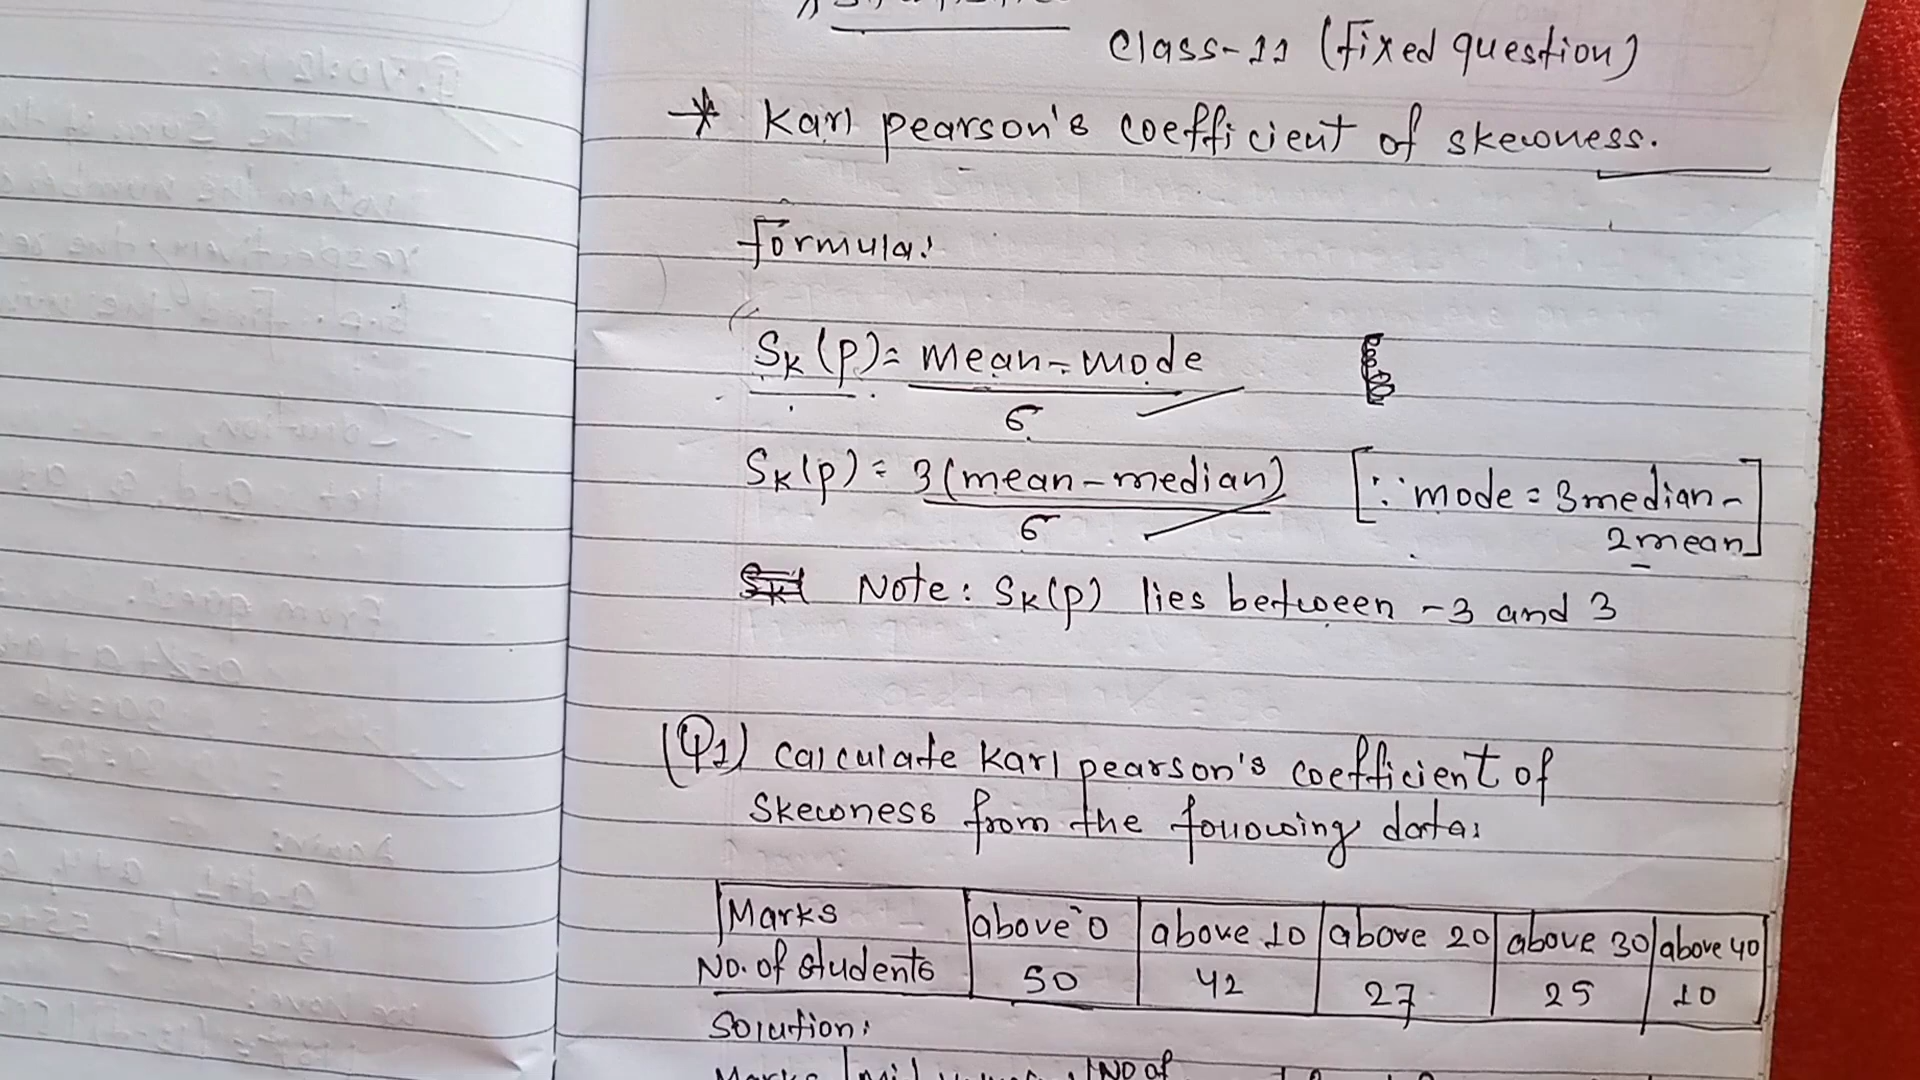 Class-11 (fixed question)
* Karl pearson's coefficient of skewness.
formula:
Sk(p)= mean-mode
σ
Sk(p) = 3(mean-median) [∵ mode = 3median-
σ 2mean]
Note: Sk(p) lies between -3 and 3
(Q1) calculate Karl pearson's coefficient of
skewness from the following data:
Marks above 0 above 10 above 20 above 30 above 40
No. of students 50 42 27 25 10
Solution:
Marks No of